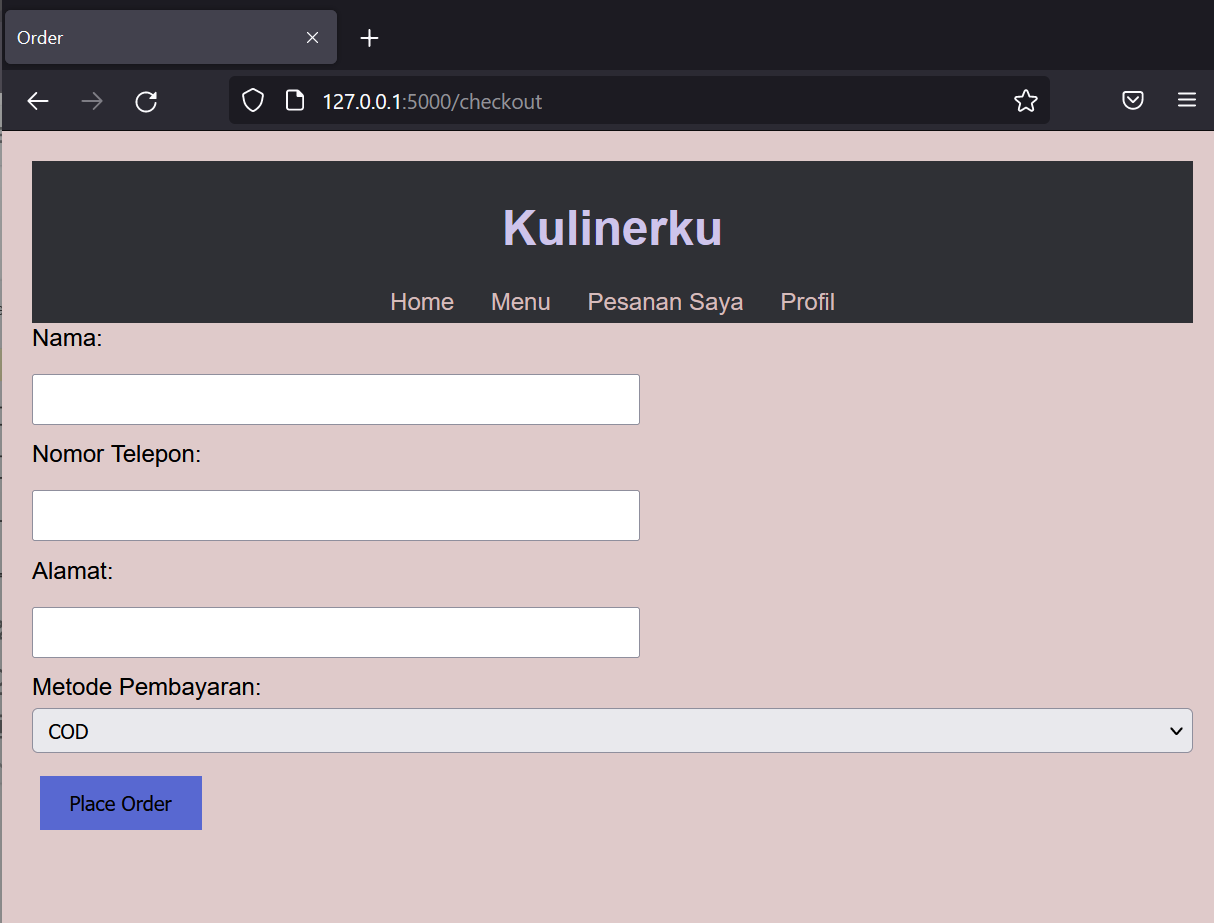 Order
127.0.0.1:5000/checkout
Kulinerku
Home Menu Pesanan Saya Profil
Nama:
Nomor Telepon:
Alamat:
Metode Pembayaran:
COD
Place Order